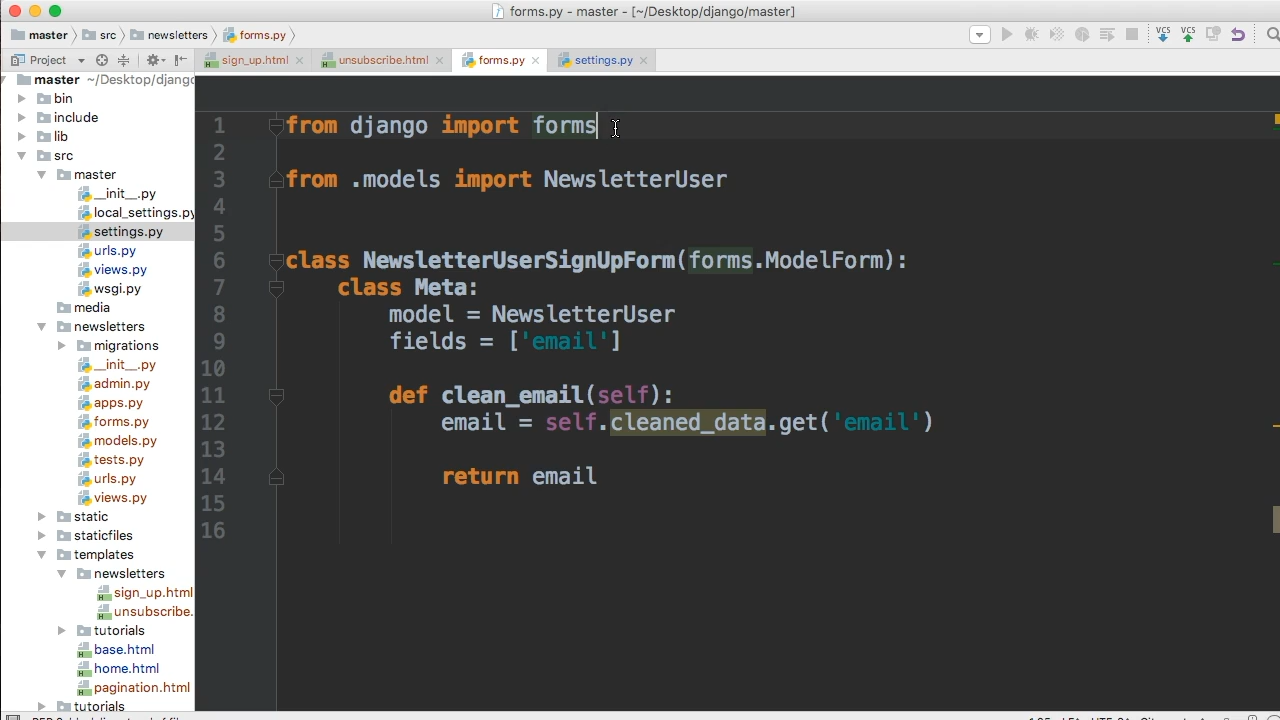 forms.py - master - [~/Desktop/django/master]
master src newsletters forms.py
Project sign_up.html unsubscribe.html forms.py settings.py
VCS VCS
master ~/Desktop/django
bin
include
lib
src
master
__init__.py
local_settings.py
settings.py
urls.py
views.py
wsgi.py
media
newsletters
migrations
__init__.py
admin.py
apps.py
forms.py
models.py
tests.py
urls.py
views.py
static
staticfiles
templates
newsletters
sign_up.html
unsubscribe.
tutorials
base.html
home.html
pagination.html
tutorials
1 from django import forms
2
3 from .models import NewsletterUser
4
5
6 class NewsletterUserSignUpForm(forms.ModelForm):
7 class Meta:
8 model = NewsletterUser
9 fields = ['email']
10
11 def clean_email(self):
12 email = self.cleaned_data.get('email')
13
14 return email
15
16